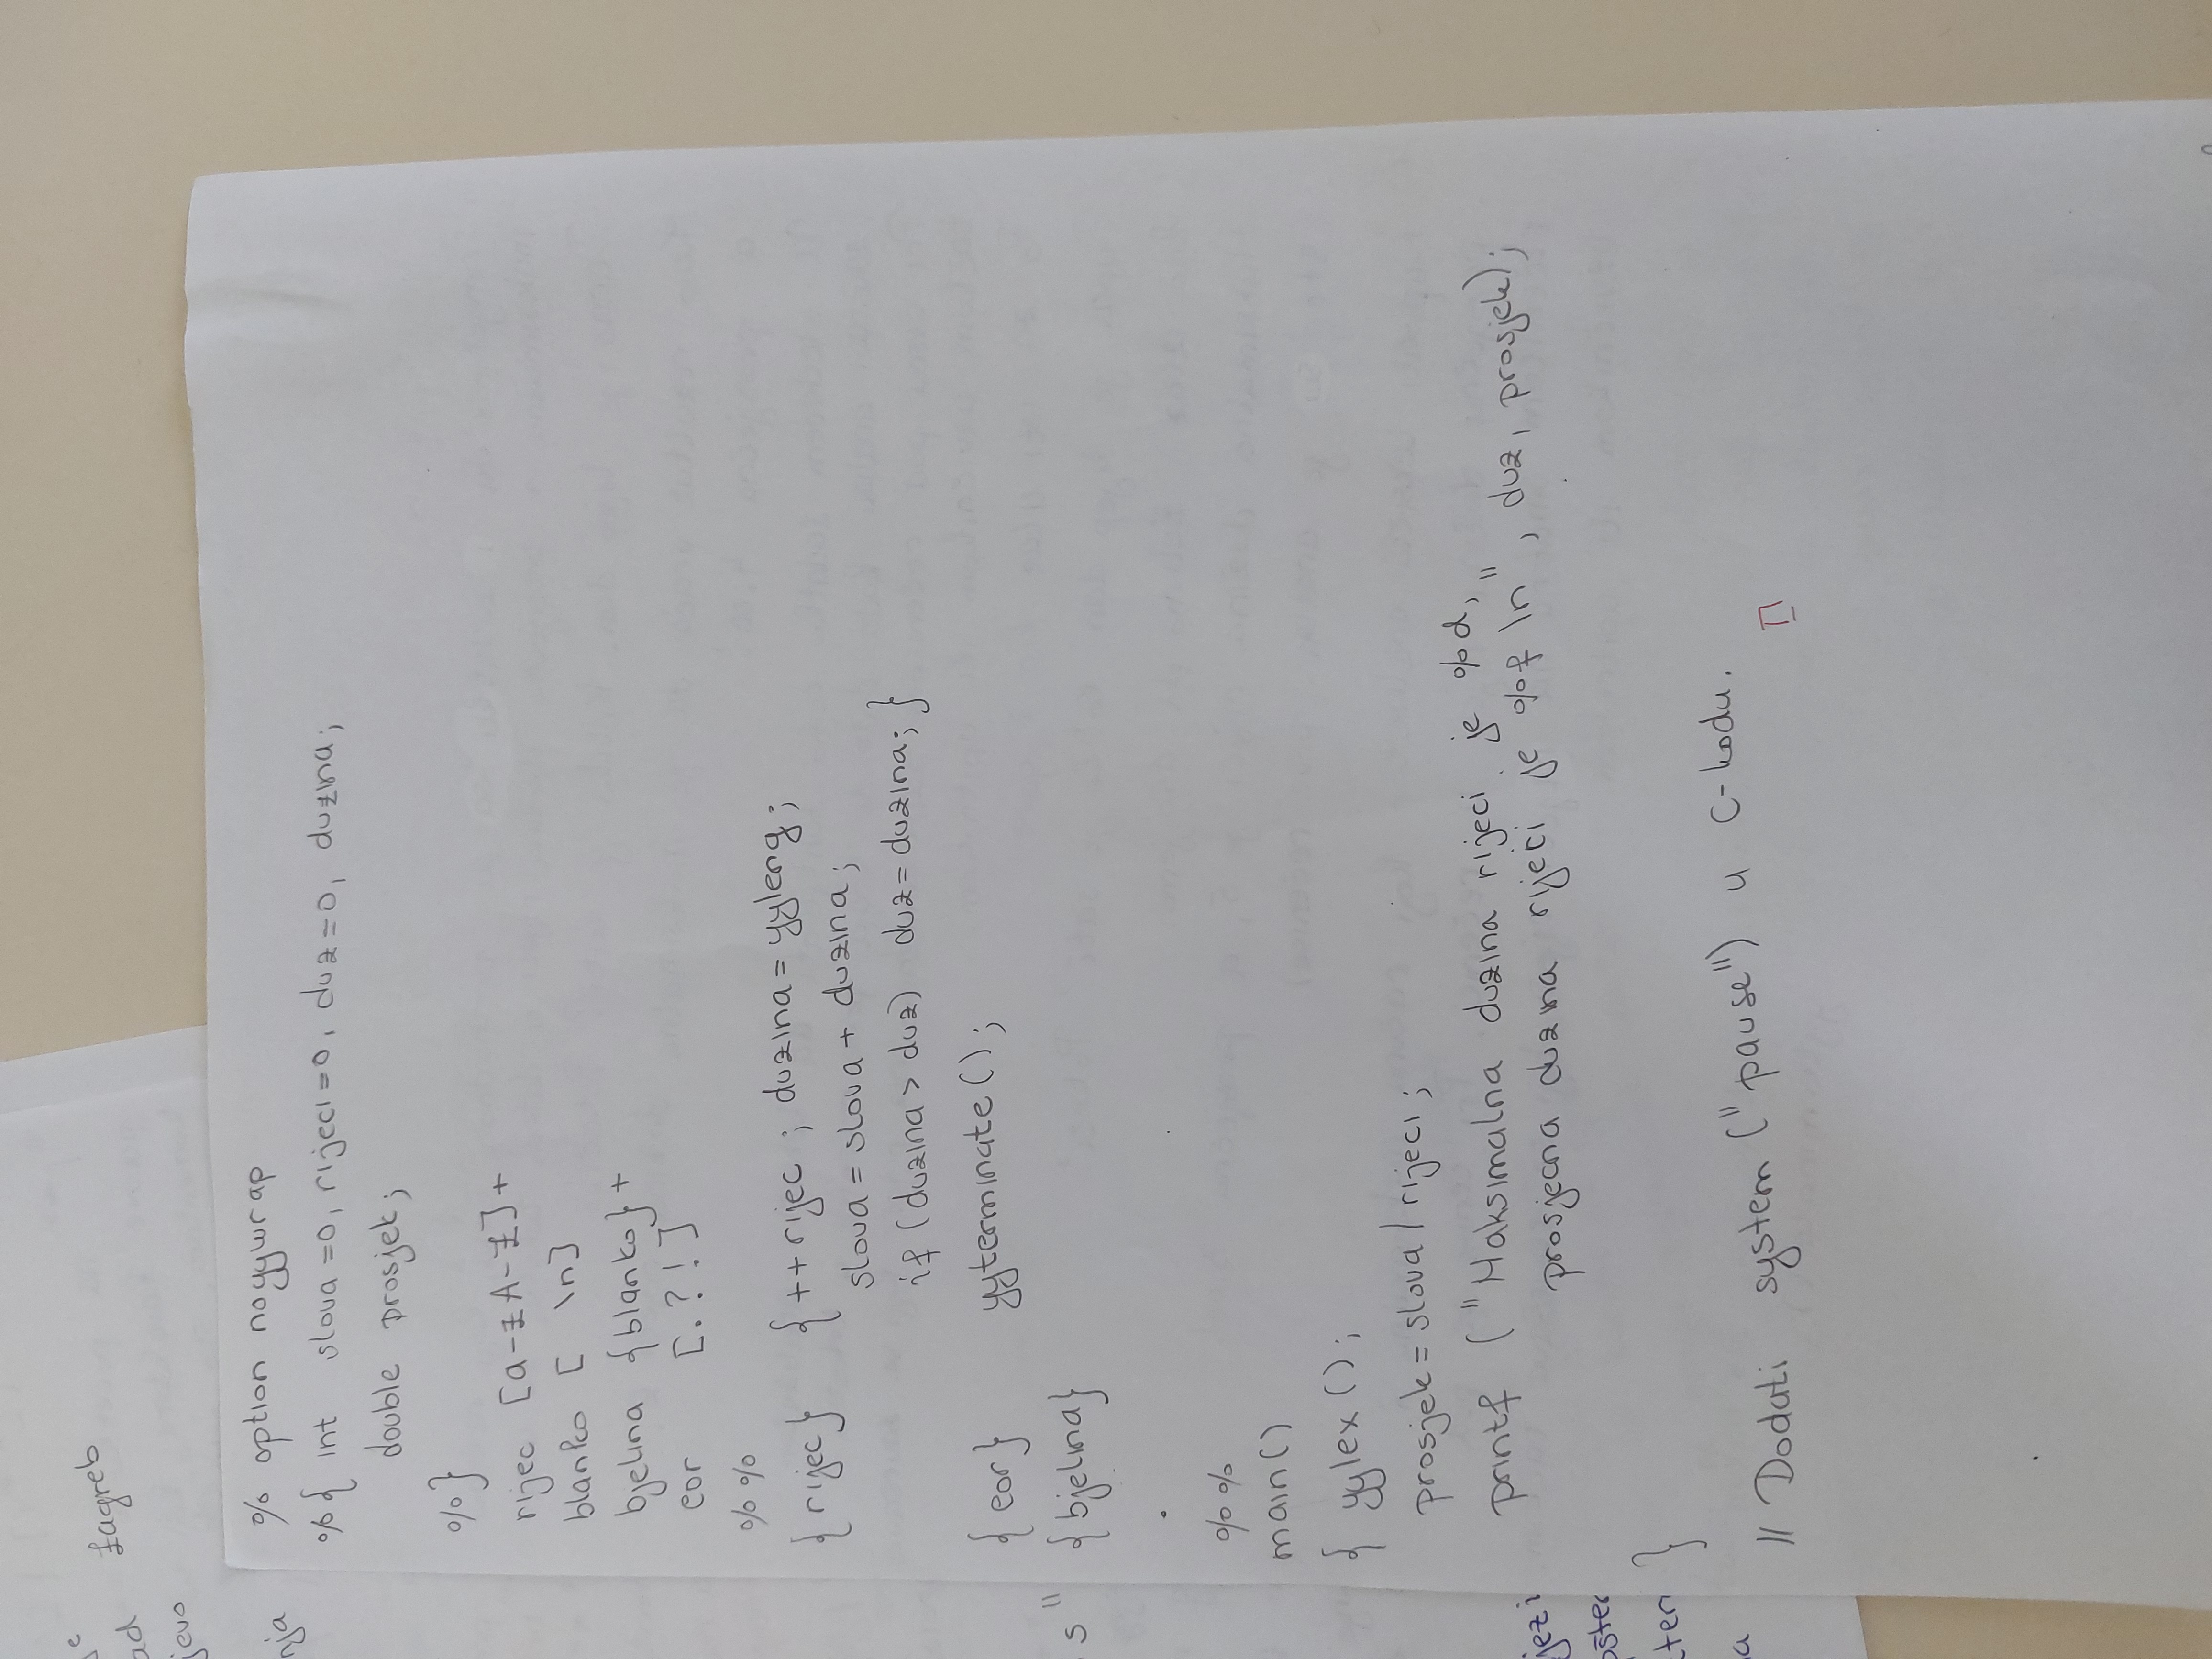 je
ad Zagreb
jevo
nja
% option noyywrap
%{ int slova =0, rijeci=0, duz=0, duzina;
double prosjek;
%}
rijec [a-zA-Z]+
blanko [ \n]
bjelina {blanko}+
eor [.?!]
%%
{rijec} {++rijec ; duzina = yyleng;
slova = slova + duzina;
if (duzina > duz) duz = duzina; }
{eor} yyterminate();
s" {bjelina}
.
%%
main()
{ yylex();
prosjek = slova / rijeci;
printf ("Maksimalna duzina rijeci je %d,
prosjecna duzina rijeci je %f \n", duz, prosjek);
jezi
ošte
}
ten
a
// Dodati system ("pause") u C-kodu.